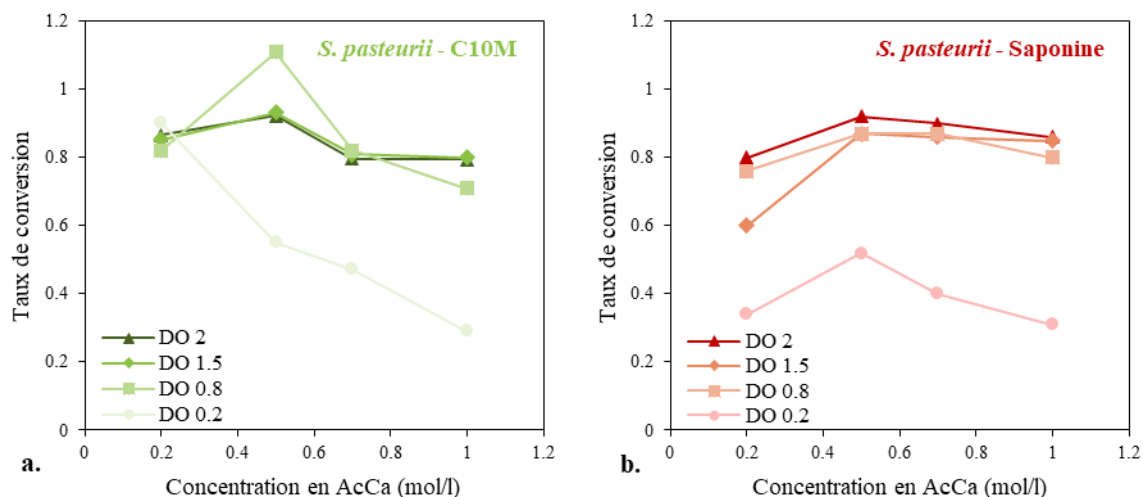 S. pasteurii - C10M
Taux de conversion
1.2
1
0.8
0.6
0.4
0.2
0
DO 2
DO 1.5
DO 0.8
DO 0.2
0 0.2 0.4 0.6 0.8 1 1.2
a.
Concentration en AcCa (mol/l)
S. pasteurii - Saponine
Taux de conversion
1.2
1
0.8
0.6
0.4
0.2
0
DO 2
DO 1.5
DO 0.8
DO 0.2
0 0.2 0.4 0.6 0.8 1 1.2
b.
Concentration en AcCa (mol/l)